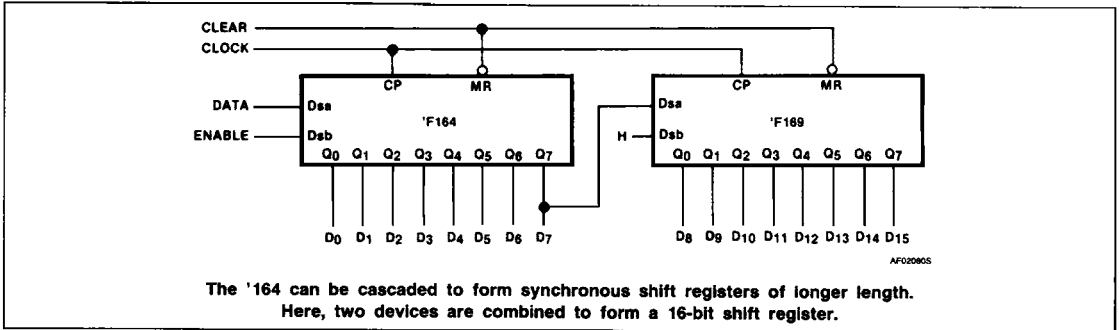 CLEAR
CLOCK
CP MR CP MR
DATA Dsa Dsa
'F164 'F169
ENABLE Dsb H Dsb
Q0 Q1 Q2 Q3 Q4 Q5 Q6 Q7 Q0 Q1 Q2 Q3 Q4 Q5 Q6 Q7
D0 D1 D2 D3 D4 D5 D6 D7 D8 D9 D10 D11 D12 D13 D14 D15
AF02080S
The '164 can be cascaded to form synchronous shift registers of longer length.
Here, two devices are combined to form a 16-bit shift register.